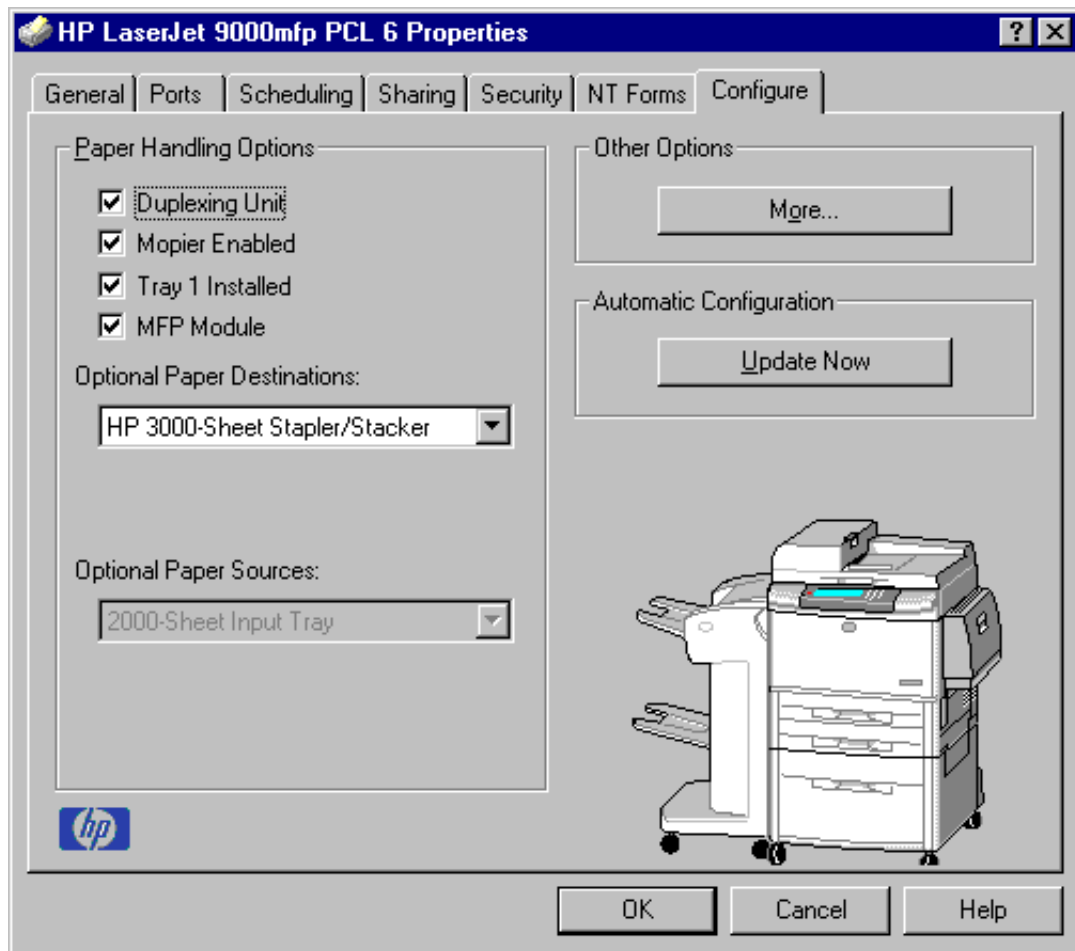 HP LaserJet 9000mfp PCL 6 Properties
General Ports Scheduling Sharing Security NT Forms Configure
Paper Handling Options
Duplexing Unit
Mopier Enabled
Tray 1 Installed
MFP Module
Optional Paper Destinations:
HP 3000-Sheet Stapler/Stacker
Optional Paper Sources:
2000-Sheet Input Tray
Other Options
More...
Automatic Configuration
Update Now
hp
OK Cancel Help